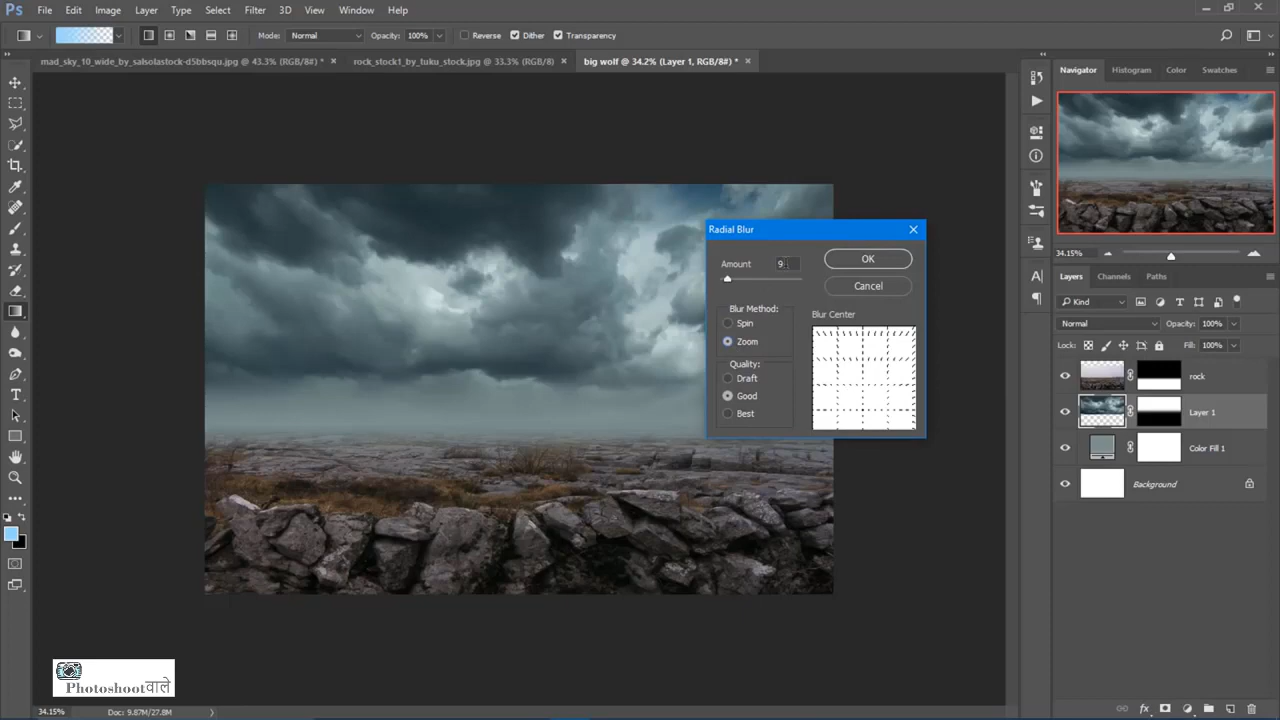 Ps File Edit Image Layer Type Select Filter 3D View Window Help
Mode: Normal Opacity: 100% Reverse Dither Transparency
mad_sky_10_wide_by_salsolastock-d5bbsqu.jpg @ 43.3% (RGB/8#) * × rock_stock1_by_tuku_stock.jpg @ 33.3% (RGB/8) × big wolf @ 34.2% (Layer 1, RGB/8#) * ×
Navigator Histogram Color Swatches
34.15%
Radial Blur
Amount 9
OK
Cancel
Blur Method:
Spin
Zoom
Quality:
Draft
Good
Best
Blur Center
Layers Channels Paths
Kind
Normal Opacity: 100%
Lock: Fill: 100%
rock
Layer 1
Color Fill 1
Background
Photoshootवाले
34.15% Doc: 9.87M/27.8M